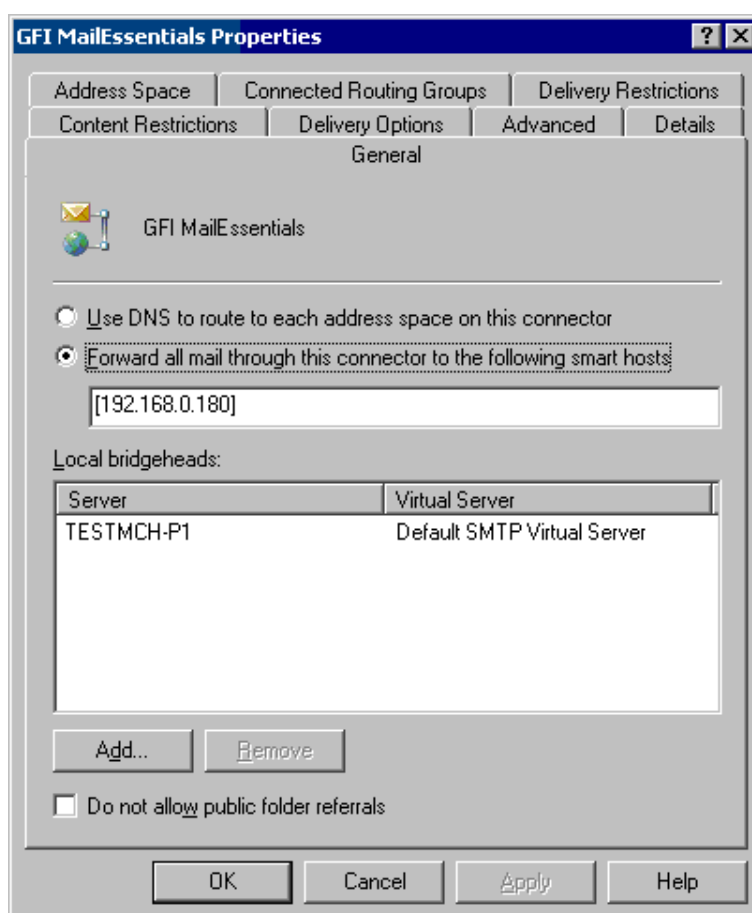 GFI MailEssentials Properties
Address Space Connected Routing Groups Delivery Restrictions
Content Restrictions Delivery Options Advanced Details
General
GFI MailEssentials
Use DNS to route to each address space on this connector
Forward all mail through this connector to the following smart hosts
[192.168.0.180]
Local bridgeheads:
Server Virtual Server
TESTMCH-P1 Default SMTP Virtual Server
Add... Remove
Do not allow public folder referrals
OK Cancel Apply Help